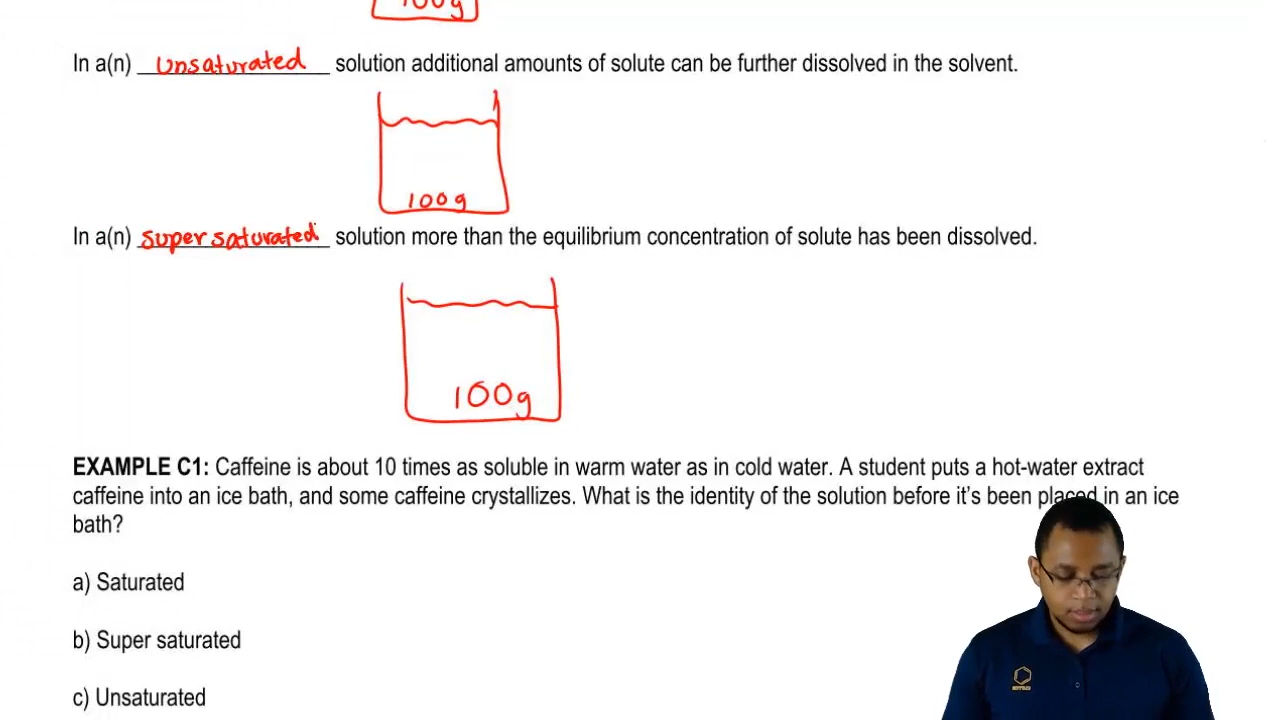 100g
In a(n) unsaturated solution additional amounts of solute can be further dissolved in the solvent.
100g
In a(n) super saturated solution more than the equilibrium concentration of solute has been dissolved.
100g
EXAMPLE C1: Caffeine is about 10 times as soluble in warm water as in cold water. A student puts a hot-water extract
caffeine into an ice bath, and some caffeine crystallizes. What is the identity of the solution before it's been placed in an ice
bath?
a) Saturated
b) Super saturated
c) Unsaturated